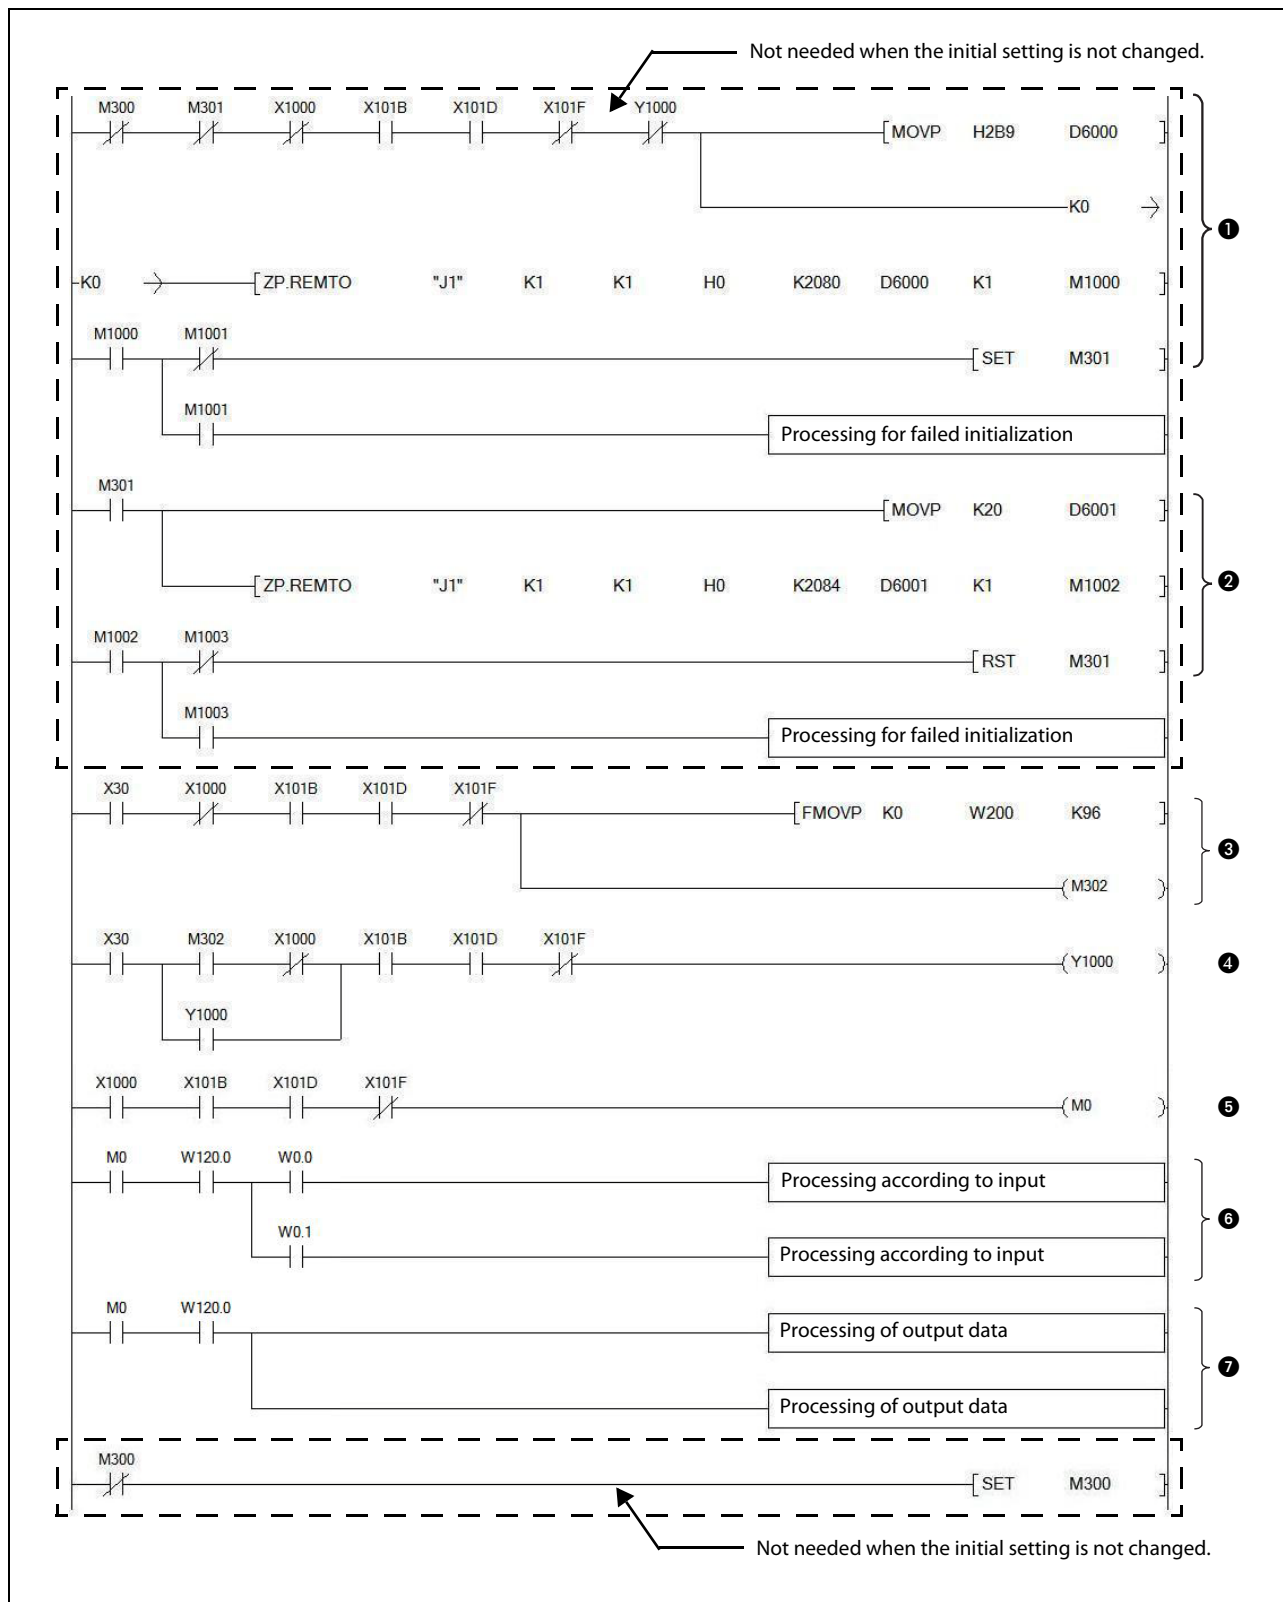 Not needed when the initial setting is not changed.
M300 M301 X1000 X101B X101D X101F Y1000
[MOVP H2B9 D6000 ]
K0
❶
K0 [ZP.REMTO "J1" K1 K1 H0 K2080 D6000 K1 M1000 ]
M1000 M1001
[SET M301 ]
M1001
Processing for failed initialization
M301
[MOVP K20 D6001 ]
[ZP.REMTO "J1" K1 K1 H0 K2084 D6001 K1 M1002 ]
❷
M1002 M1003
[RST M301 ]
M1003
Processing for failed initialization
X30 X1000 X101B X101D X101F
[FMOVP K0 W200 K96 ]
❸
(M302 )
X30 M302 X1000 X101B X101D X101F
(Y1000 ) ❹
Y1000
X1000 X101B X101D X101F
(M0 ) ❺
M0 W120.0 W0.0
Processing according to input
❻
W0.1
Processing according to input
M0 W120.0
Processing of output data
❼
Processing of output data
M300
[SET M300 ]
Not needed when the initial setting is not changed.